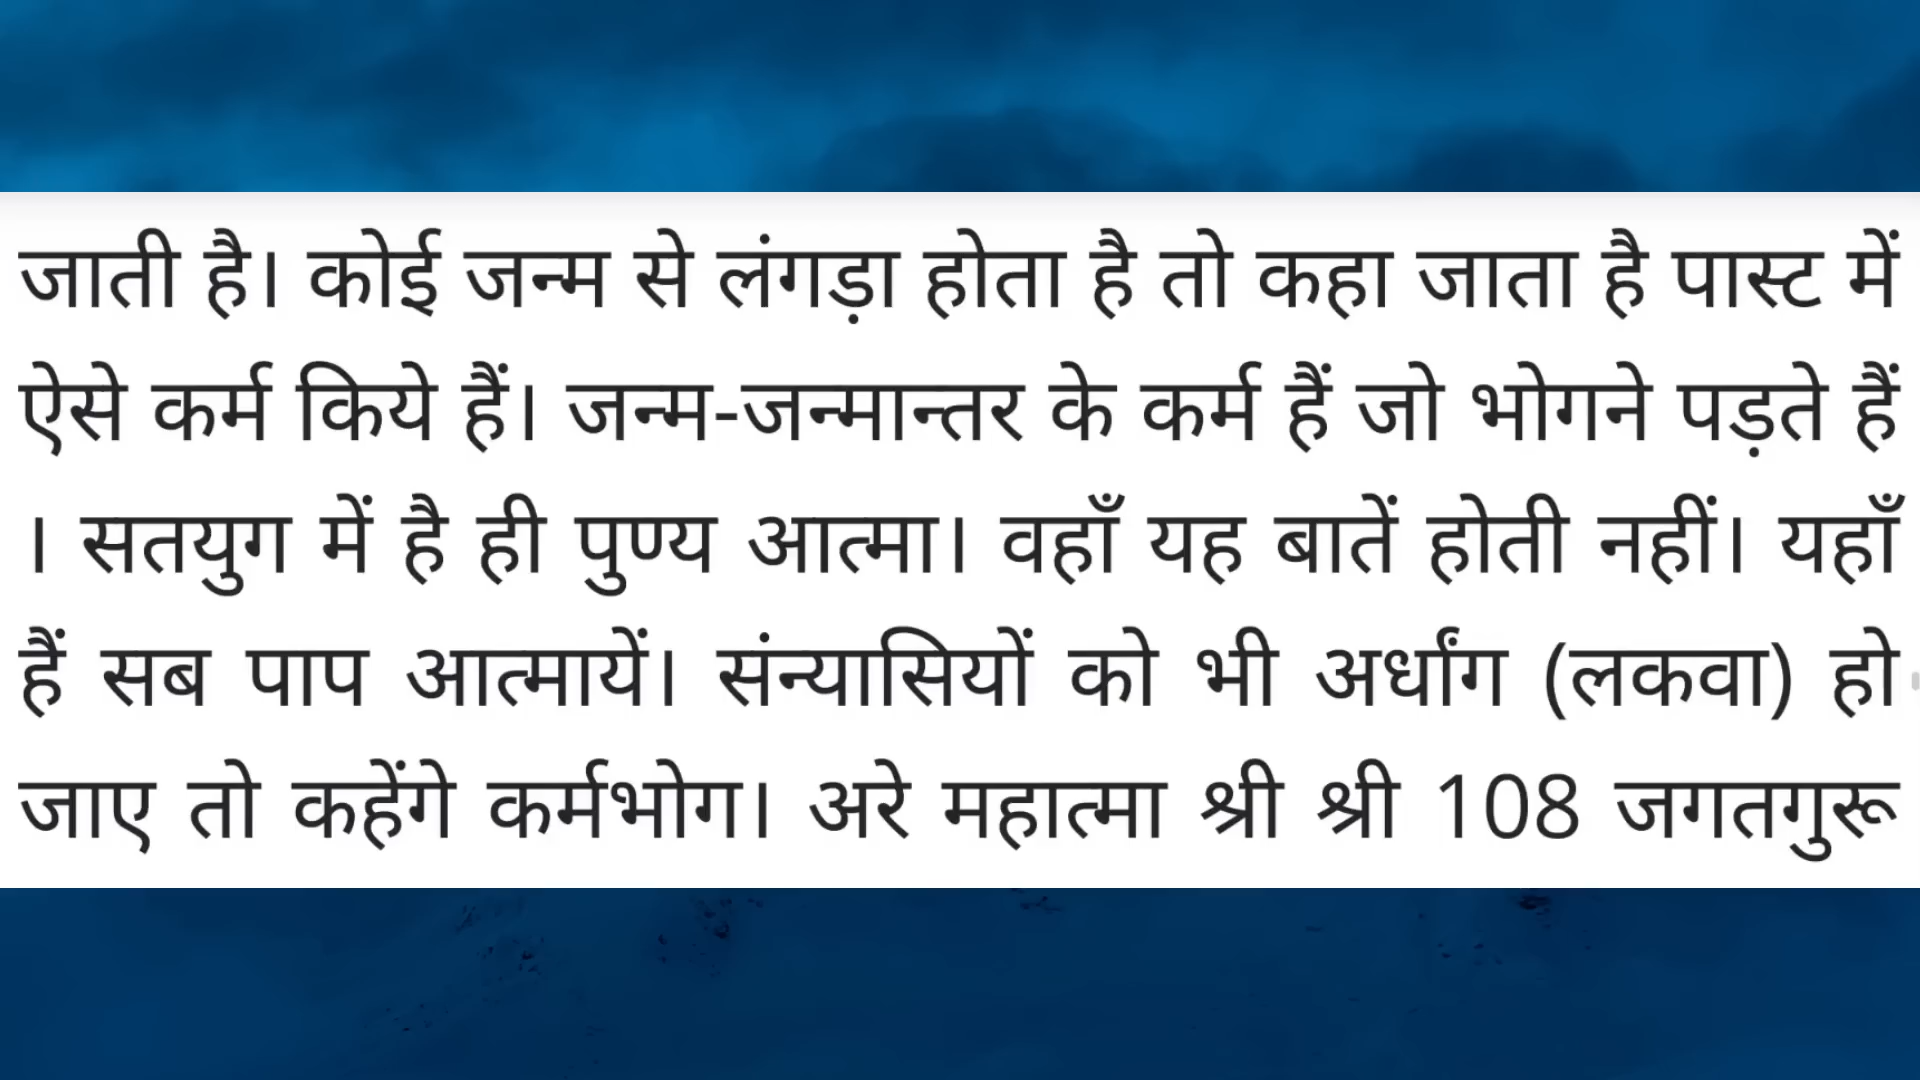 जाती है। कोई जन्म से लंगड़ा होता है तो कहा जाता है पास्ट में
ऐसे कर्म किये हैं। जन्म-जन्मान्तर के कर्म हैं जो भोगने पड़ते हैं
। सतयुग में है ही पुण्य आत्मा। वहाँ यह बातें होती नहीं। यहाँ
हैं सब पाप आत्मायें। संन्यासियों को भी अर्धांग (लकवा) हो
जाए तो कहेंगे कर्मभोग। अरे महात्मा श्री श्री 108 जगतगुरू